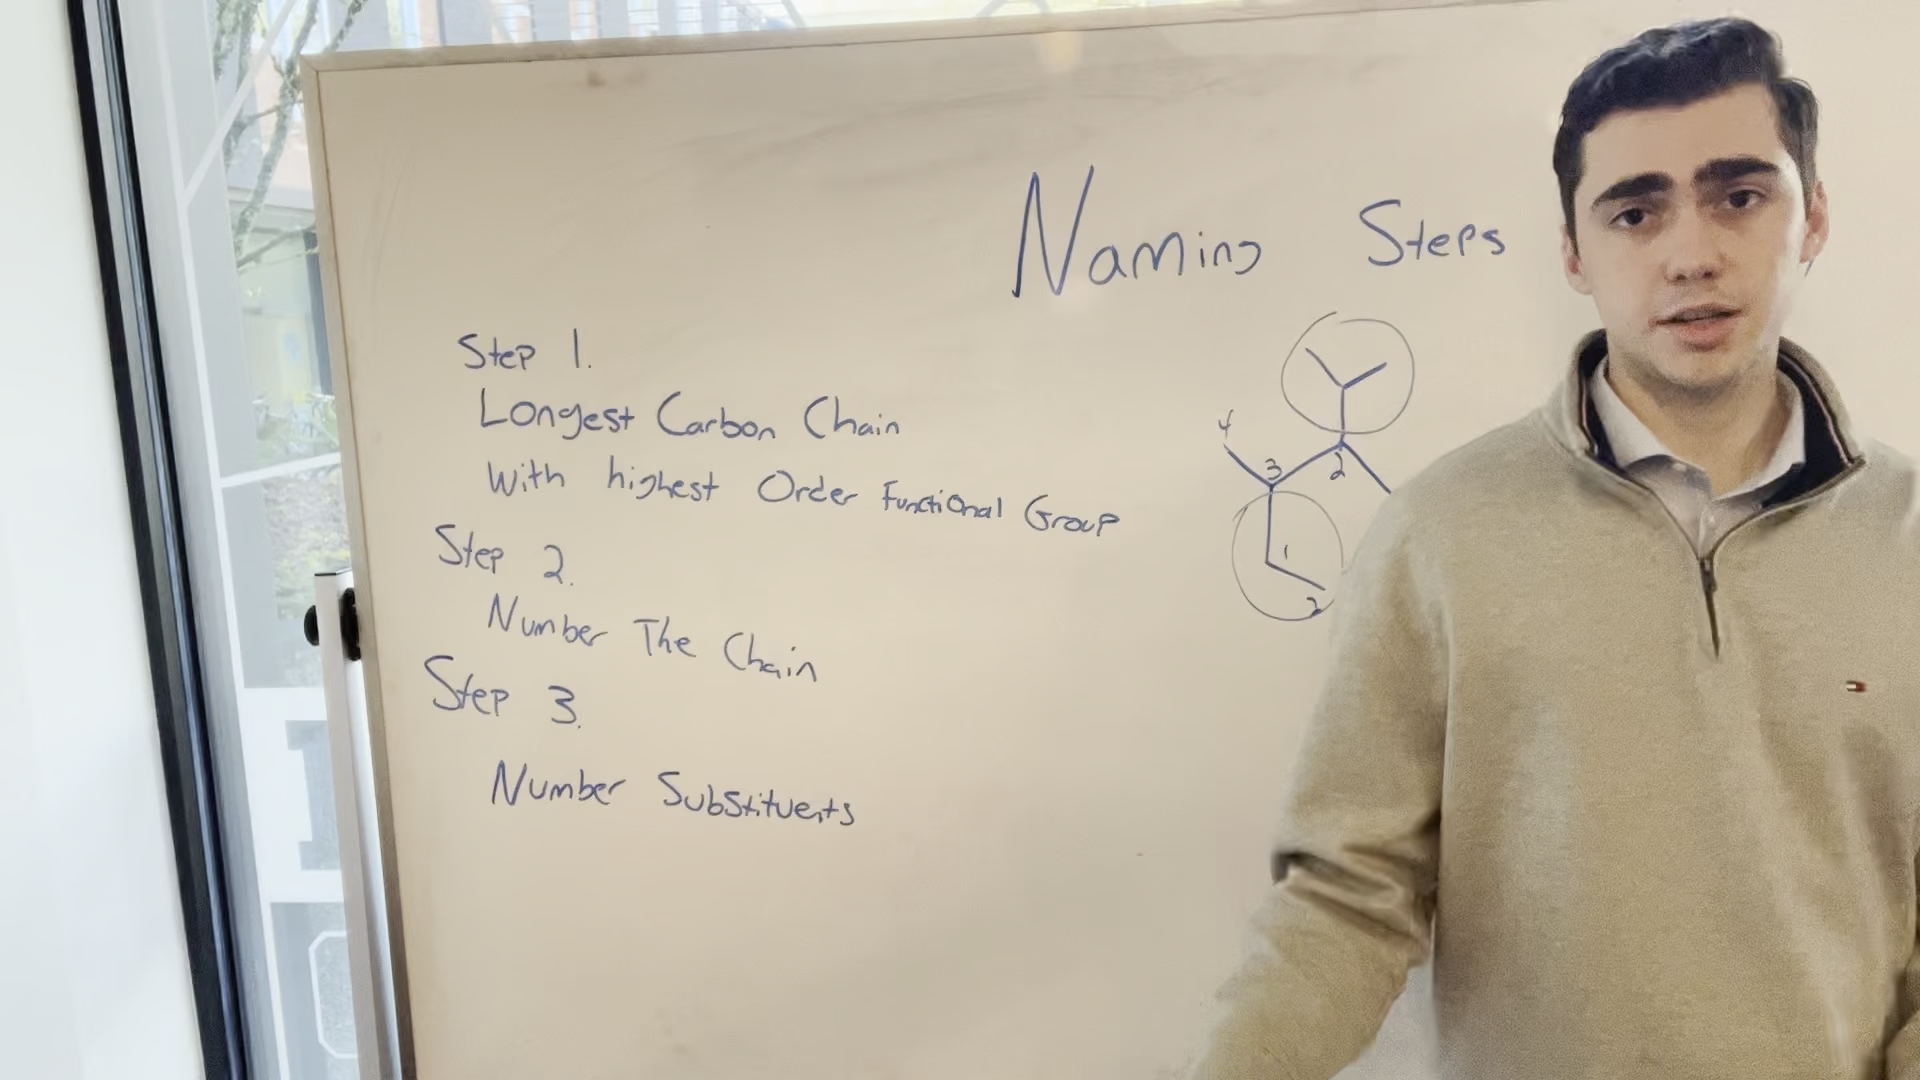 Naming Steps
Step 1.
Longest Carbon Chain
With highest Order Functional Group
Step 2.
Number The Chain
Step 3.
Number Substituents
4
3
2
1
2